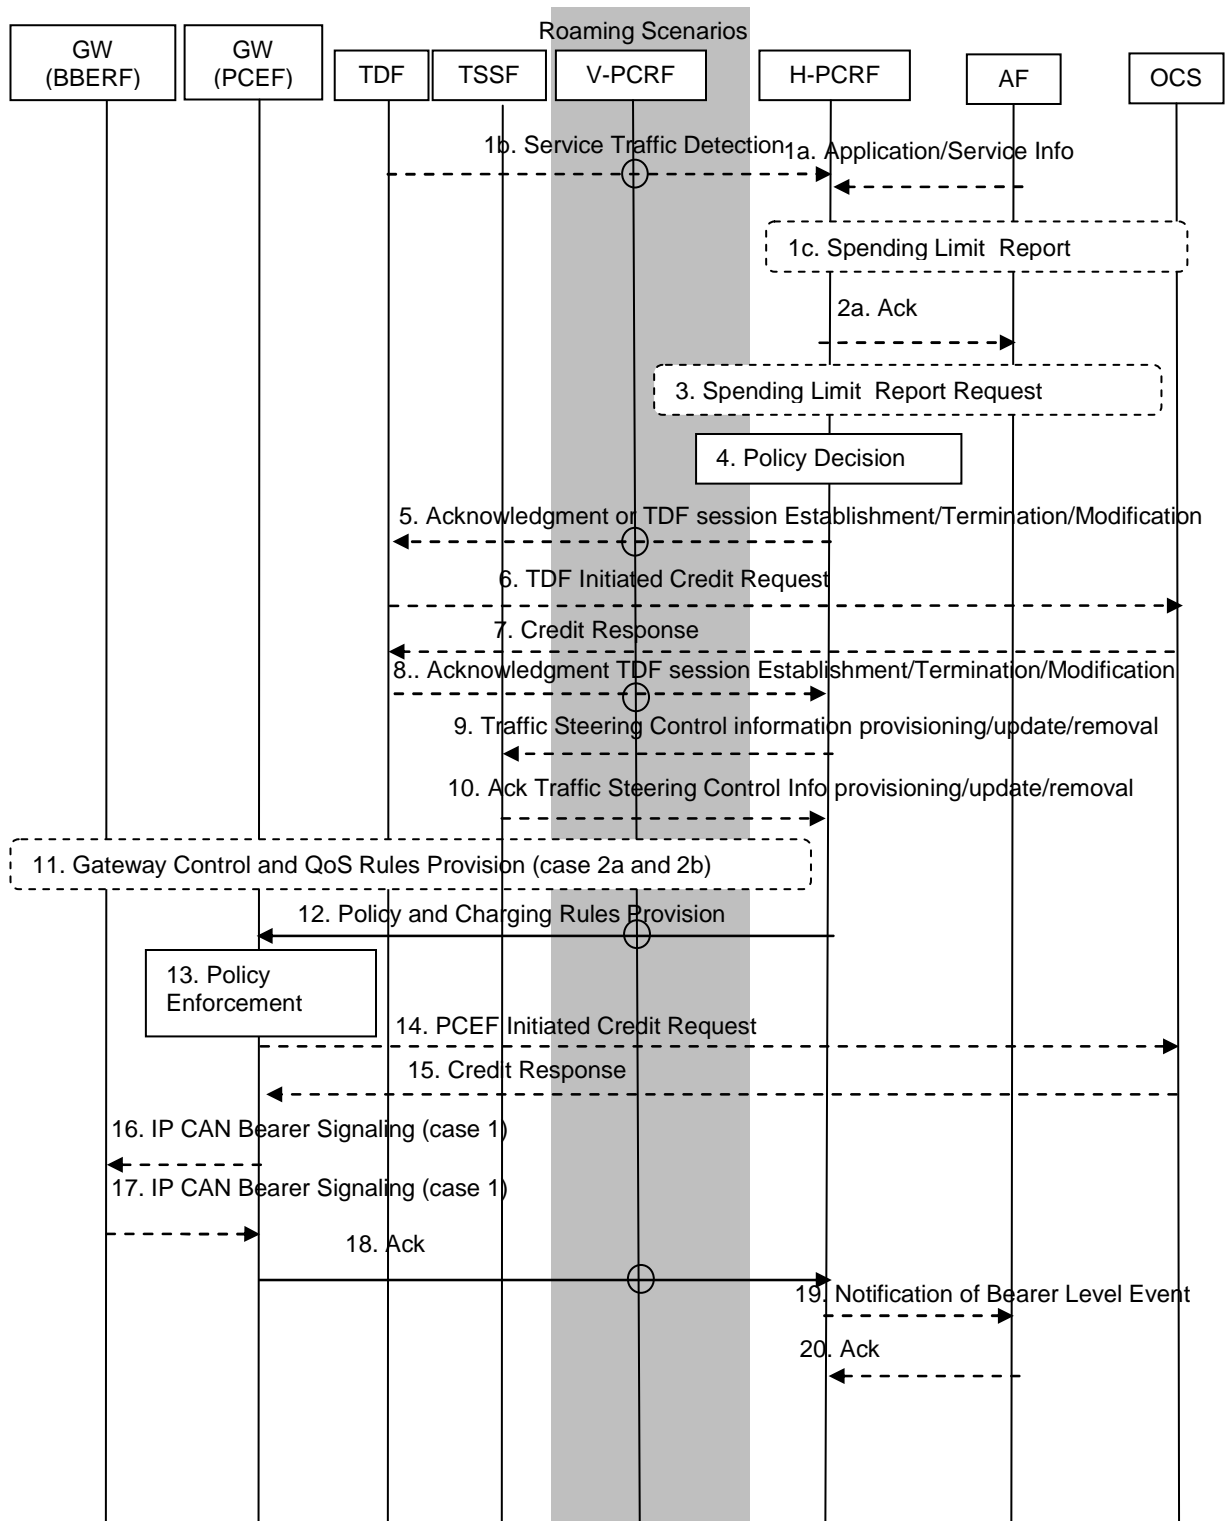 Roaming Scenarios
GW
(BBERF)
GW
(PCEF)
TDF
TSSF
V-PCRF
H-PCRF
AF
OCS
1b. Service Traffic Detection
1a. Application/Service Info
1c. Spending Limit  Report
2a. Ack
3. Spending Limit  Report Request
4. Policy Decision
5. Acknowledgment or TDF session Establishment/Termination/Modification
6. TDF Initiated Credit Request
7. Credit Response
8.. Acknowledgment TDF session Establishment/Termination/Modification
9. Traffic Steering Control information provisioning/update/removal
10. Ack Traffic Steering Control Info provisioning/update/removal
11. Gateway Control and QoS Rules Provision (case 2a and 2b)
12. Policy and Charging Rules Provision
13. Policy
Enforcement
14. PCEF Initiated Credit Request
15. Credit Response
16. IP CAN Bearer Signaling (case 1)
17. IP CAN Bearer Signaling (case 1)
18. Ack
19. Notification of Bearer Level Event
20. Ack